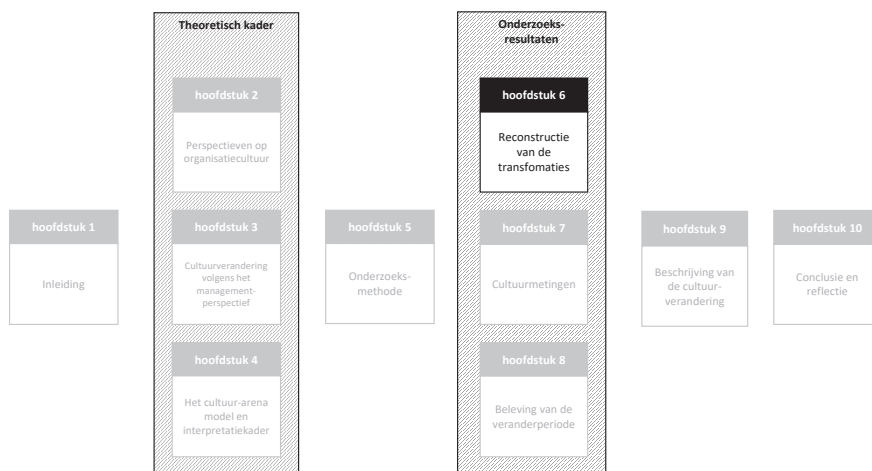 Theoretisch kader
Onderzoeks-
resultaten
hoofdstuk 1
Inleiding
hoofdstuk 2
Perspectieven op
organisatiecultuur
hoofdstuk 3
Cultuurverandering
volgens het
management-
perspectief
hoofdstuk 4
Het cultuur-arena
model en
interpretatiekader
hoofdstuk 5
Onderzoeks-
methode
hoofdstuk 6
Reconstructie
van de
transfomaties
hoofdstuk 7
Cultuurmetingen
hoofdstuk 8
Beleving van de
veranderperiode
hoofdstuk 9
Beschrijving van
de cultuur-
verandering
hoofdstuk 10
Conclusie en
reflectie